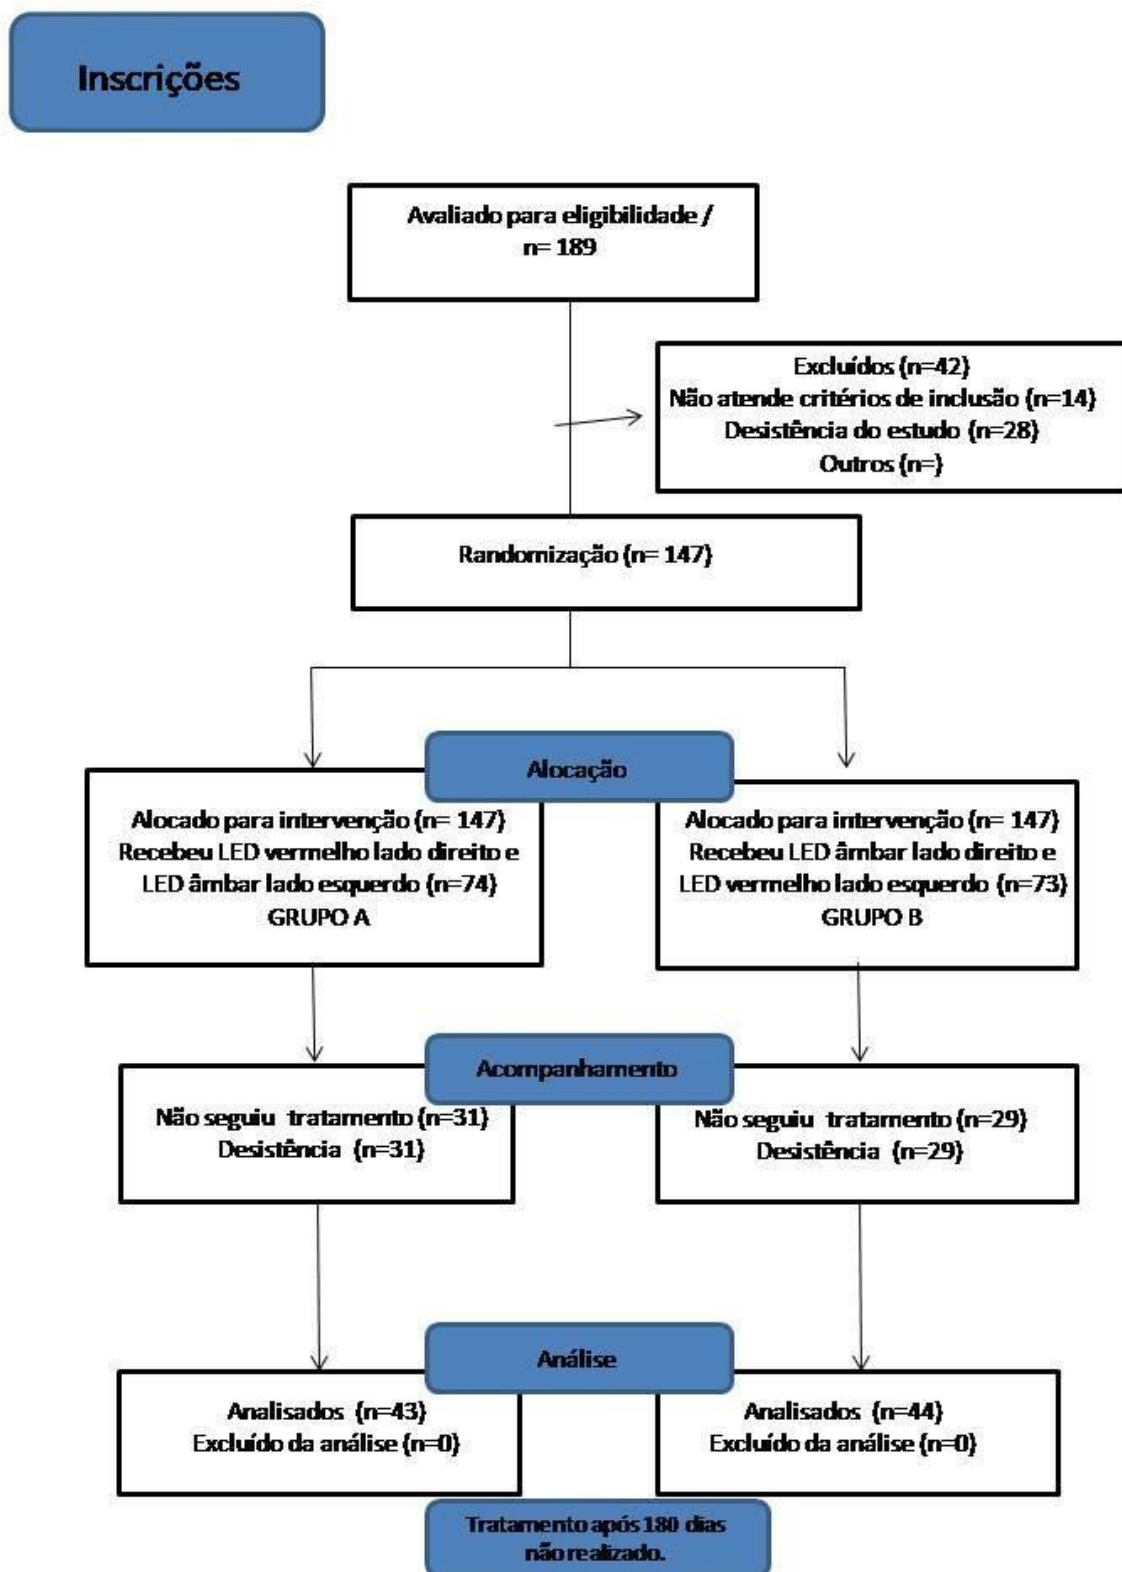 Inscrições
Avaliado para eligibilidade /
n= 189
Excluídos (n=42)
Não atende critérios de inclusão (n=14)
Desistência do estudo (n=28)
Outros (n=)
Randomização (n= 147)
Alocação
Alocado para intervenção (n= 147)
Recebeu LED vermelho lado direito e
LED âmbar lado esquerdo (n=74)
GRUPO A
Alocado para intervenção (n= 147)
Recebeu LED âmbar lado direito e
LED vermelho lado esquerdo (n=73)
GRUPO B
Acompanhamento
Não seguiu tratamento (n=31)
Desistência (n=31)
Não seguiu tratamento (n=29)
Desistência (n=29)
Análise
Analisados (n=43)
Excluído da análise (n=0)
Analisados (n=44)
Excluído da análise (n=0)
Tratamento após 180 dias
não realizado.